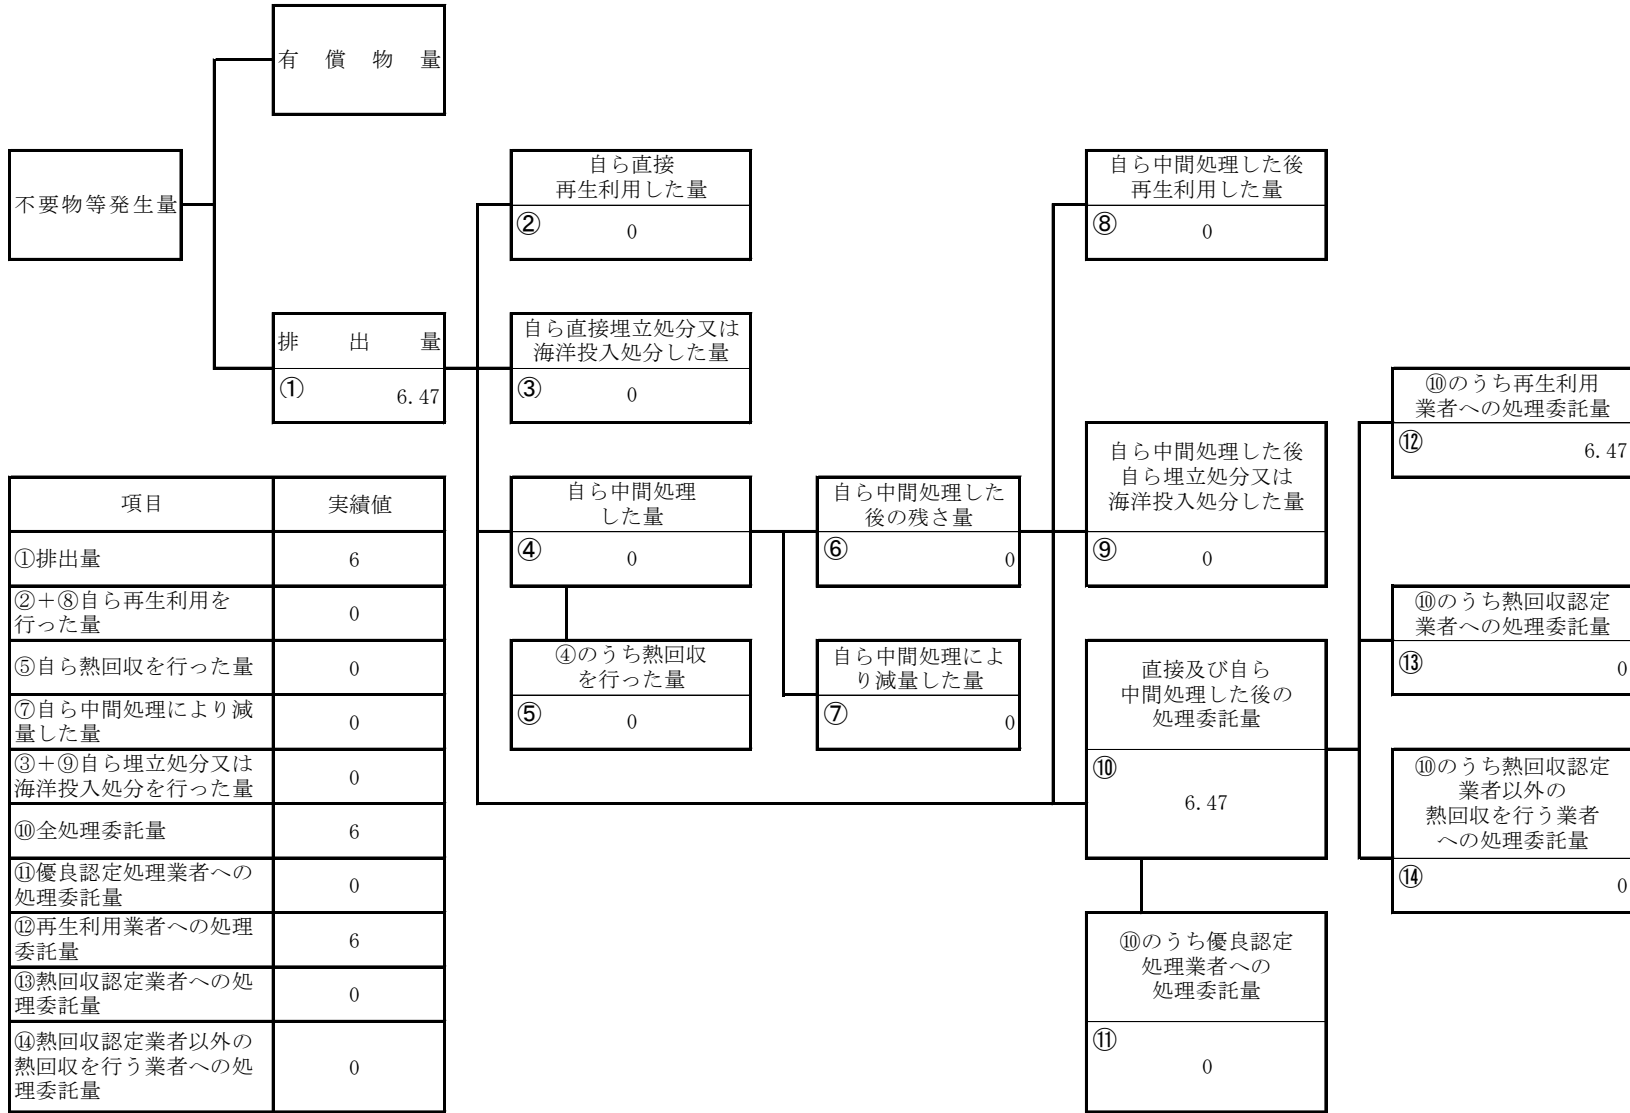 有償物量
不要物等発生量
排出量
① 6.47
自ら直接
再生利用した量
② 0
自ら直接埋立処分又は
海洋投入処分した量
③ 0
自ら中間処理
した量
④ 0
④のうち熱回収
を行った量
⑤ 0
自ら中間処理した
後の残さ量
⑥ 0
自ら中間処理によ
り減量した量
⑦ 0
自ら中間処理した後
再生利用した量
⑧ 0
自ら中間処理した後
自ら埋立処分又は
海洋投入処分した量
⑨ 0
直接及び自ら
中間処理した後の
処理委託量
⑩
6.47
⑩のうち優良認定
処理業者への
処理委託量
⑪
0
⑩のうち再生利用
業者への処理委託量
⑫ 6.47
⑩のうち熱回収認定
業者への処理委託量
⑬ 0
⑩のうち熱回収認定
業者以外の
熱回収を行う業者
への処理委託量
⑭ 0
項目 実績値
①排出量 6
②+⑧自ら再生利用を
行った量 0
⑤自ら熱回収を行った量 0
⑦自ら中間処理により減
量した量 0
③+⑨自ら埋立処分又は
海洋投入処分を行った量 0
⑩全処理委託量 6
⑪優良認定処理業者への
処理委託量 0
⑫再生利用業者への処理
委託量 6
⑬熱回収認定業者への処
理委託量 0
⑭熱回収認定業者以外の
熱回収を行う業者への処
理委託量 0